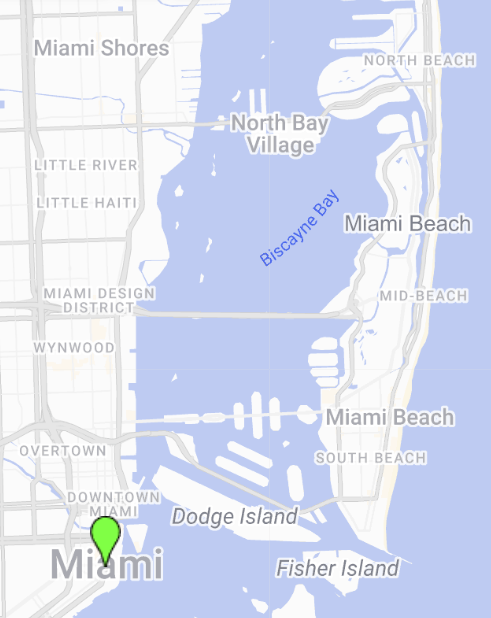 Miami Shores
NORTH BEACH
North Bay
Village
LITTLE RIVER
LITTLE HAITI
Biscayne Bay
Miami Beach
MIAMI DESIGN
DISTRICT
MID-BEACH
WYNWOOD
Miami Beach
OVERTOWN
SOUTH BEACH
DOWNTOWN
MIAMI
Dodge Island
Miami
Fisher Island